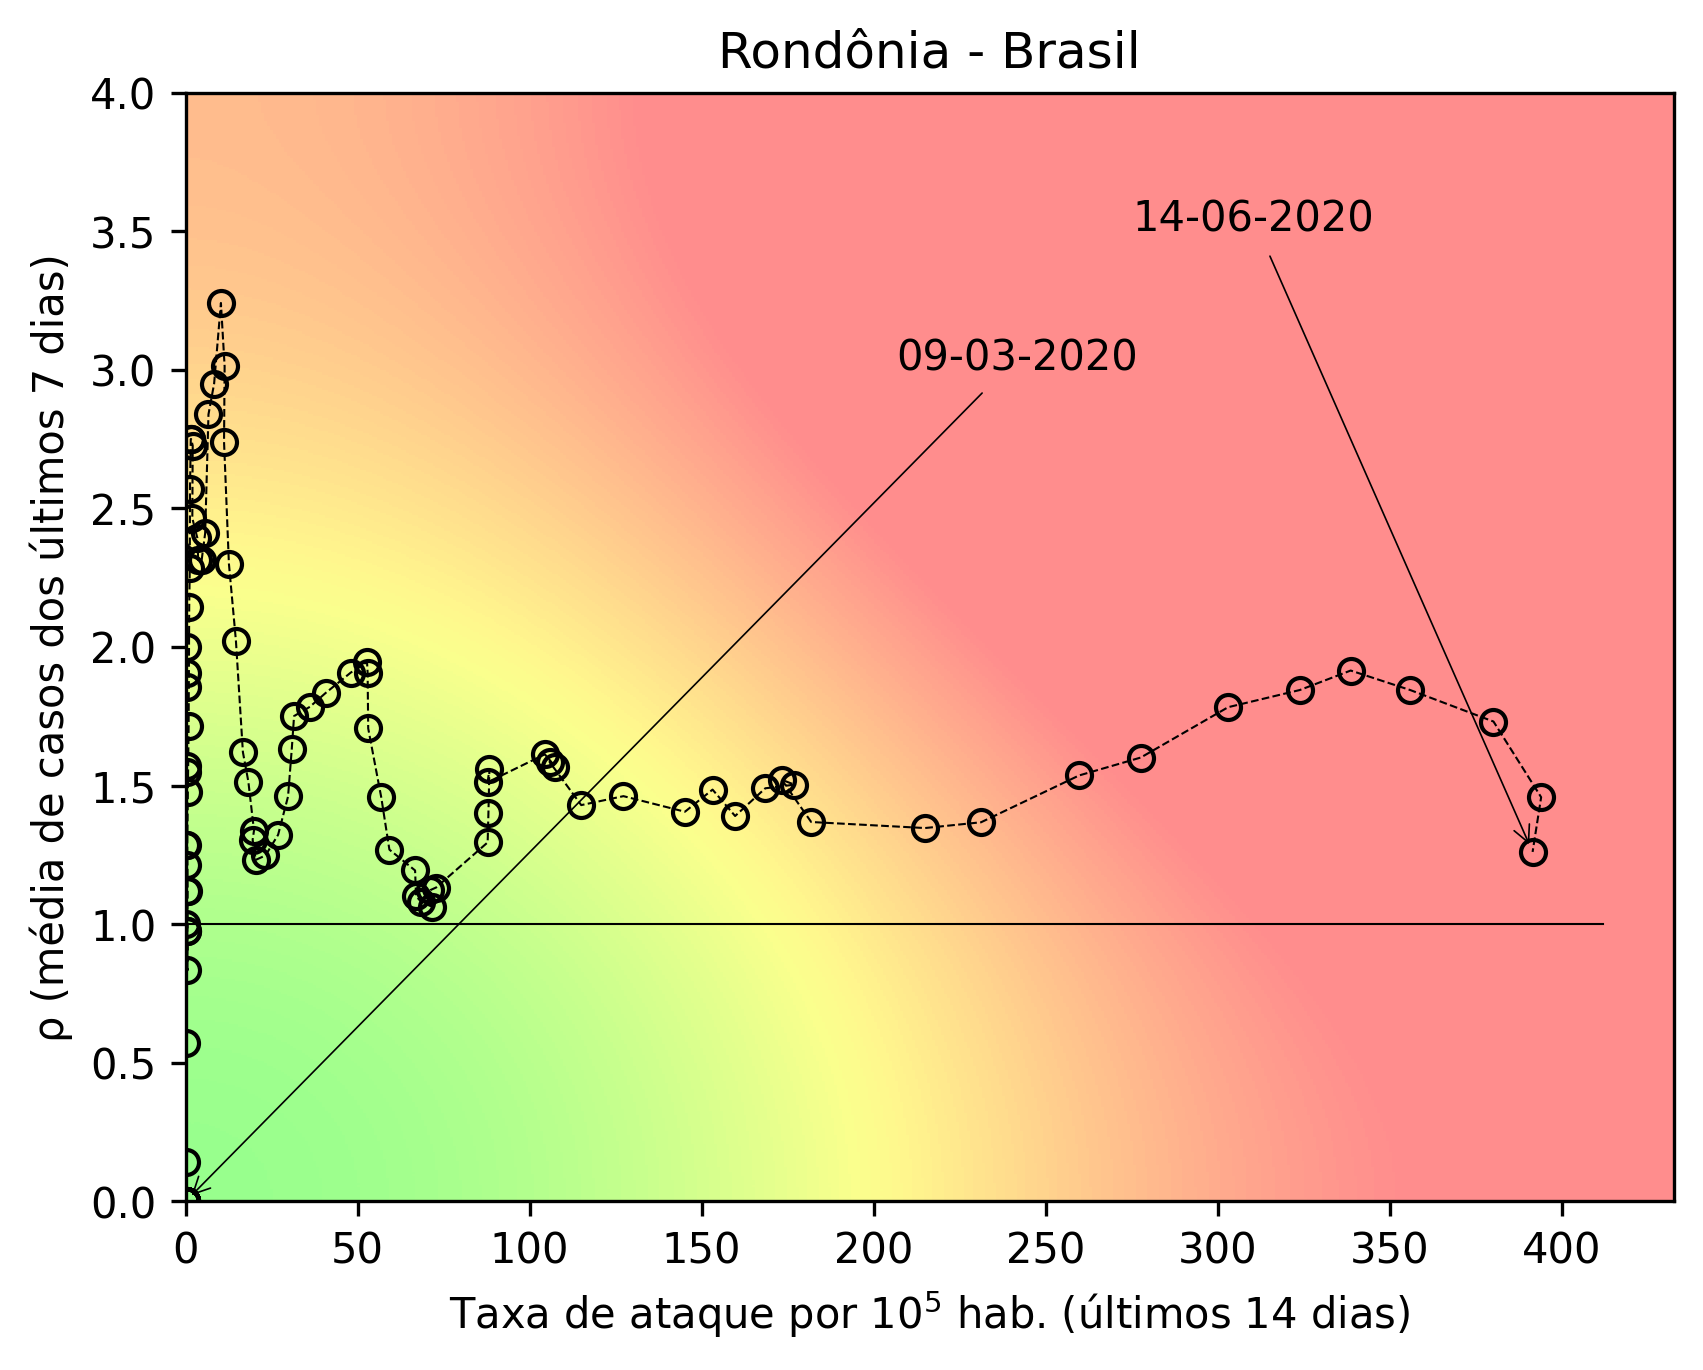 Rondônia - Brasil
4.0
3.5
3.0
2.5
2.0
1.5
1.0
0.5
0.0
ρ (média de casos dos últimos 7 dias)
14-06-2020
09-03-2020
0 50 100 150 200 250 300 350 400
Taxa de ataque por 10⁵ hab. (últimos 14 dias)